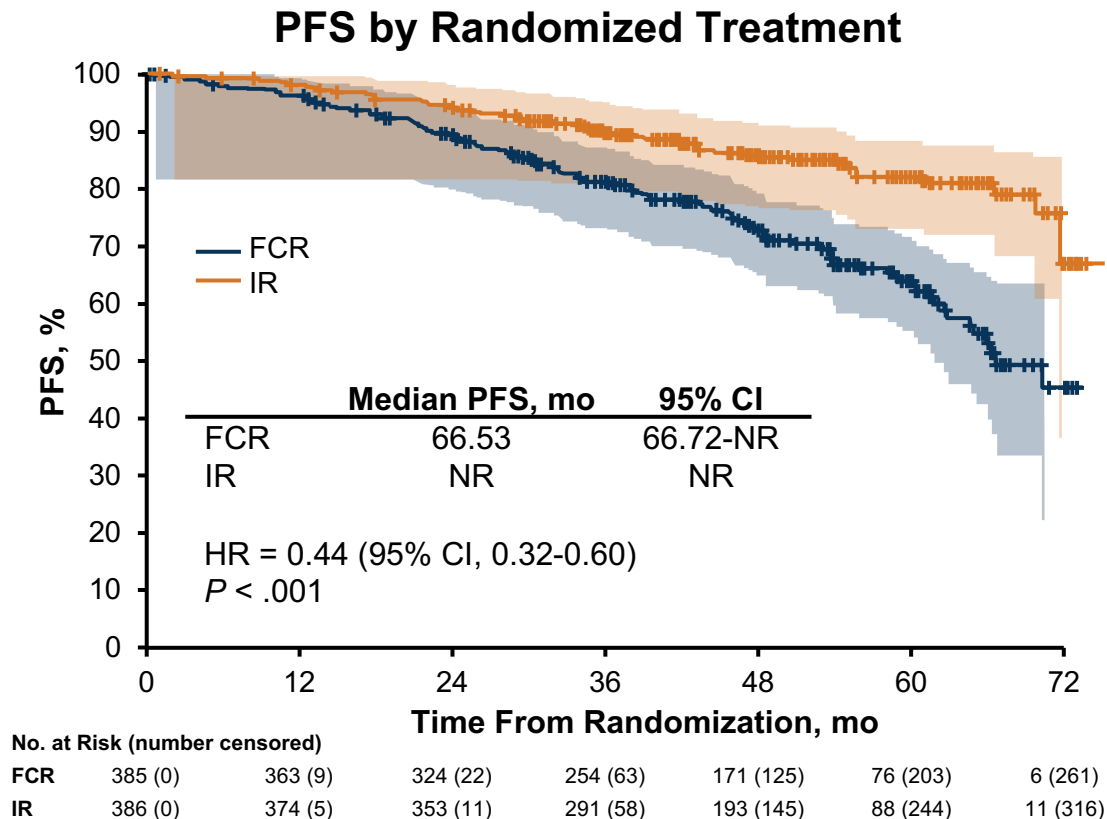 PFS by Randomized Treatment
100
90
80
70
60
50
40
30
20
10
0
PFS, %
FCR
IR
Median PFS, mo 95% CI
FCR 66.53 66.72-NR
IR NR NR
HR = 0.44 (95% CI, 0.32-0.60)
P < .001
0 12 24 36 48 60 72
Time From Randomization, mo
No. at Risk (number censored)
FCR 385 (0) 363 (9) 324 (22) 254 (63) 171 (125) 76 (203) 6 (261)
IR 386 (0) 374 (5) 353 (11) 291 (58) 193 (145) 88 (244) 11 (316)